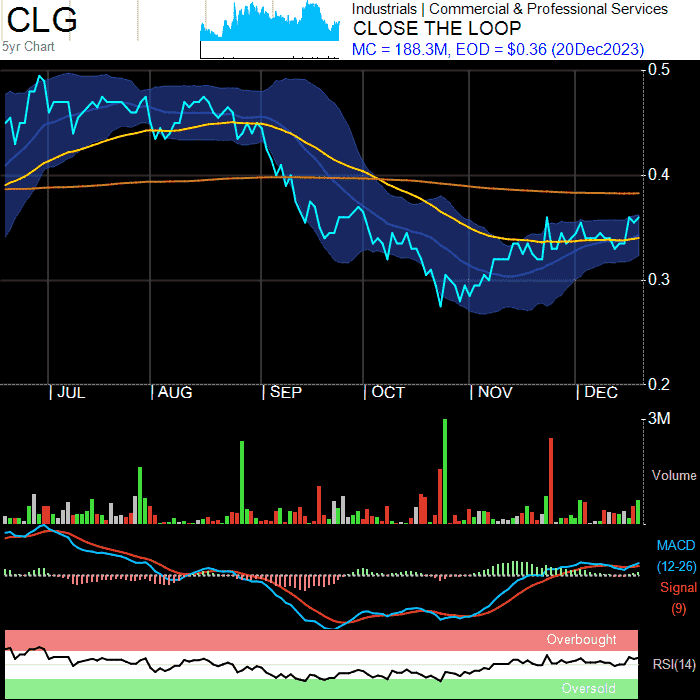 CLG
5yr Chart
Industrials | Commercial & Professional Services
CLOSE THE LOOP
MC = 188.3M, EOD = $0.36 (20Dec2023)
0.5
0.4
0.3
0.2
| JUL | AUG | SEP | OCT | NOV | DEC
3M
Volume
MACD
(12-26)
Signal
(9)
Overbought
RSI(14)
Oversold